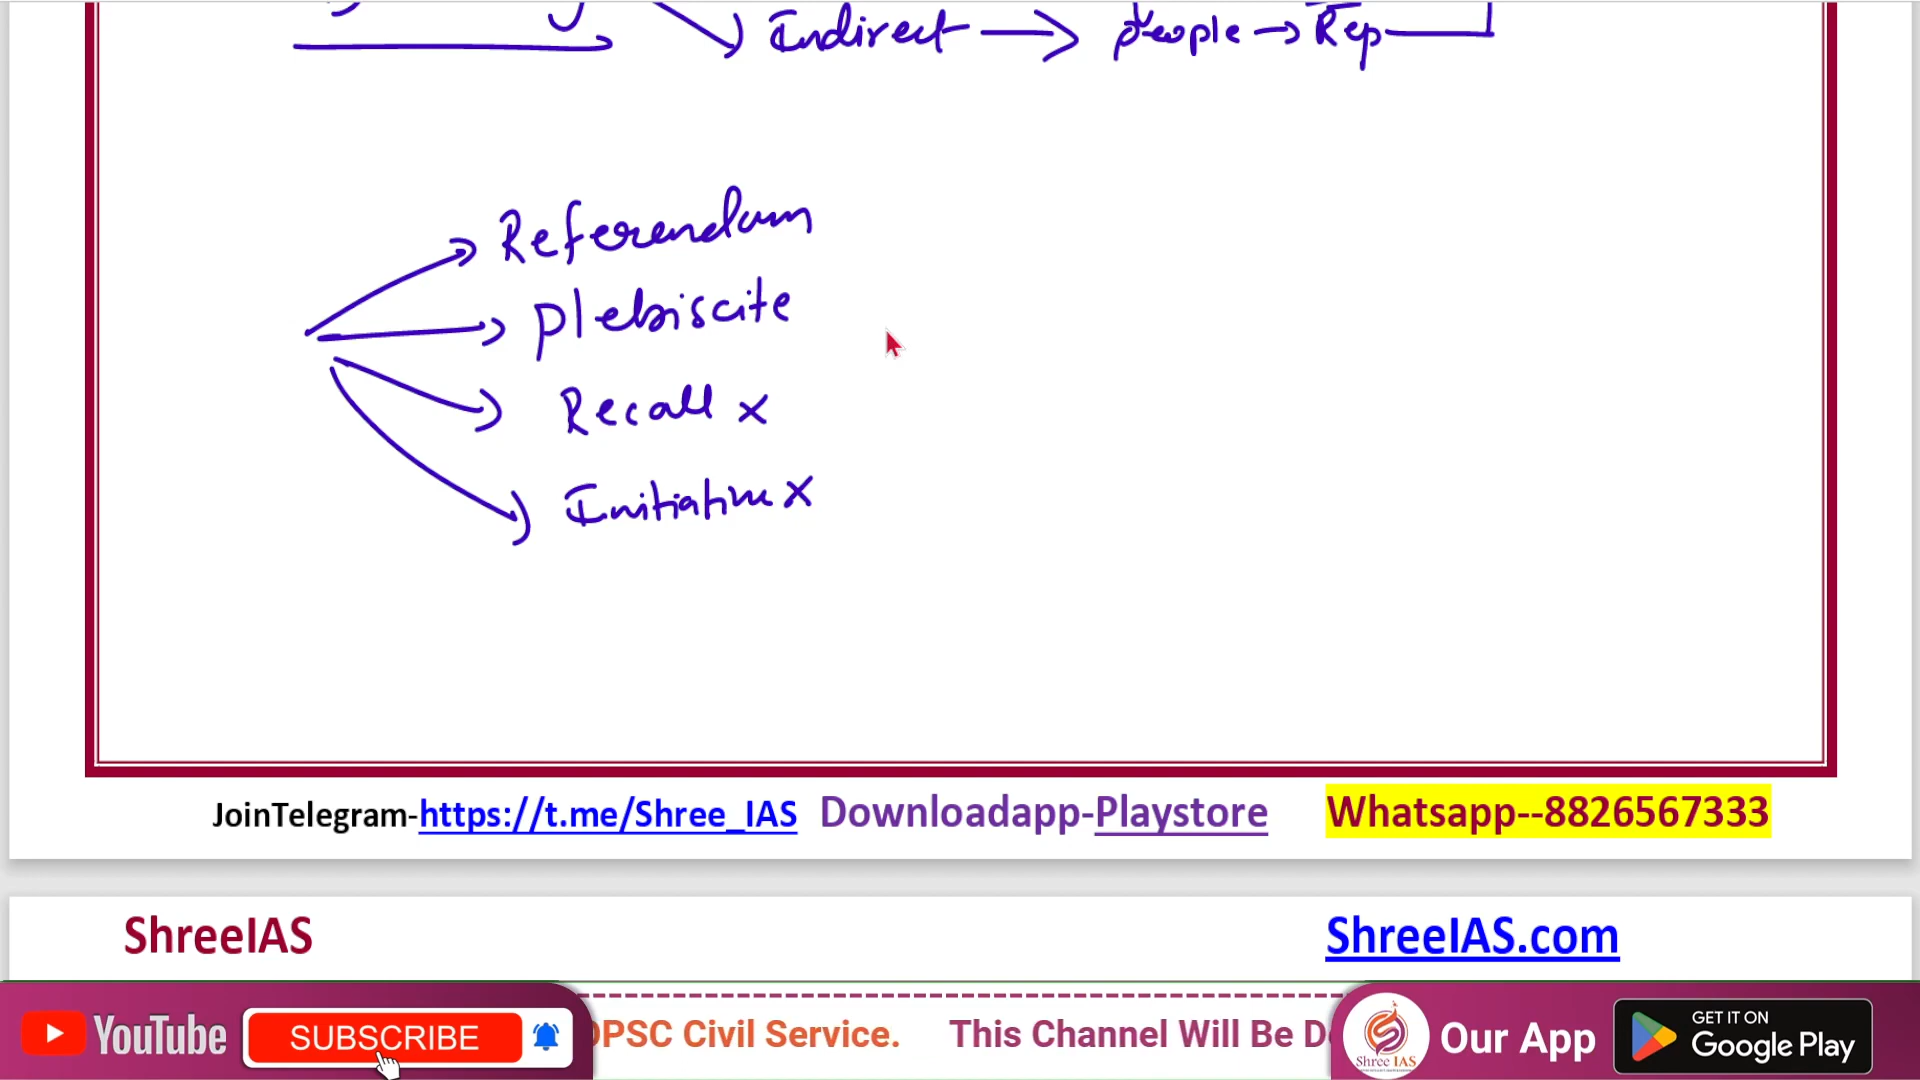 Indirect → people → Rep
Referendum
Plebiscite
Recall x
Initiative x
JoinTelegram-https://t.me/Shree_IAS Downloadapp-Playstore Whatsapp--8826567333
ShreeIAS ShreeIAS.com
YouTube SUBSCRIBE OPSC Civil Service. This Channel Will Be D Shree IAS Our App GET IT ON Google Play